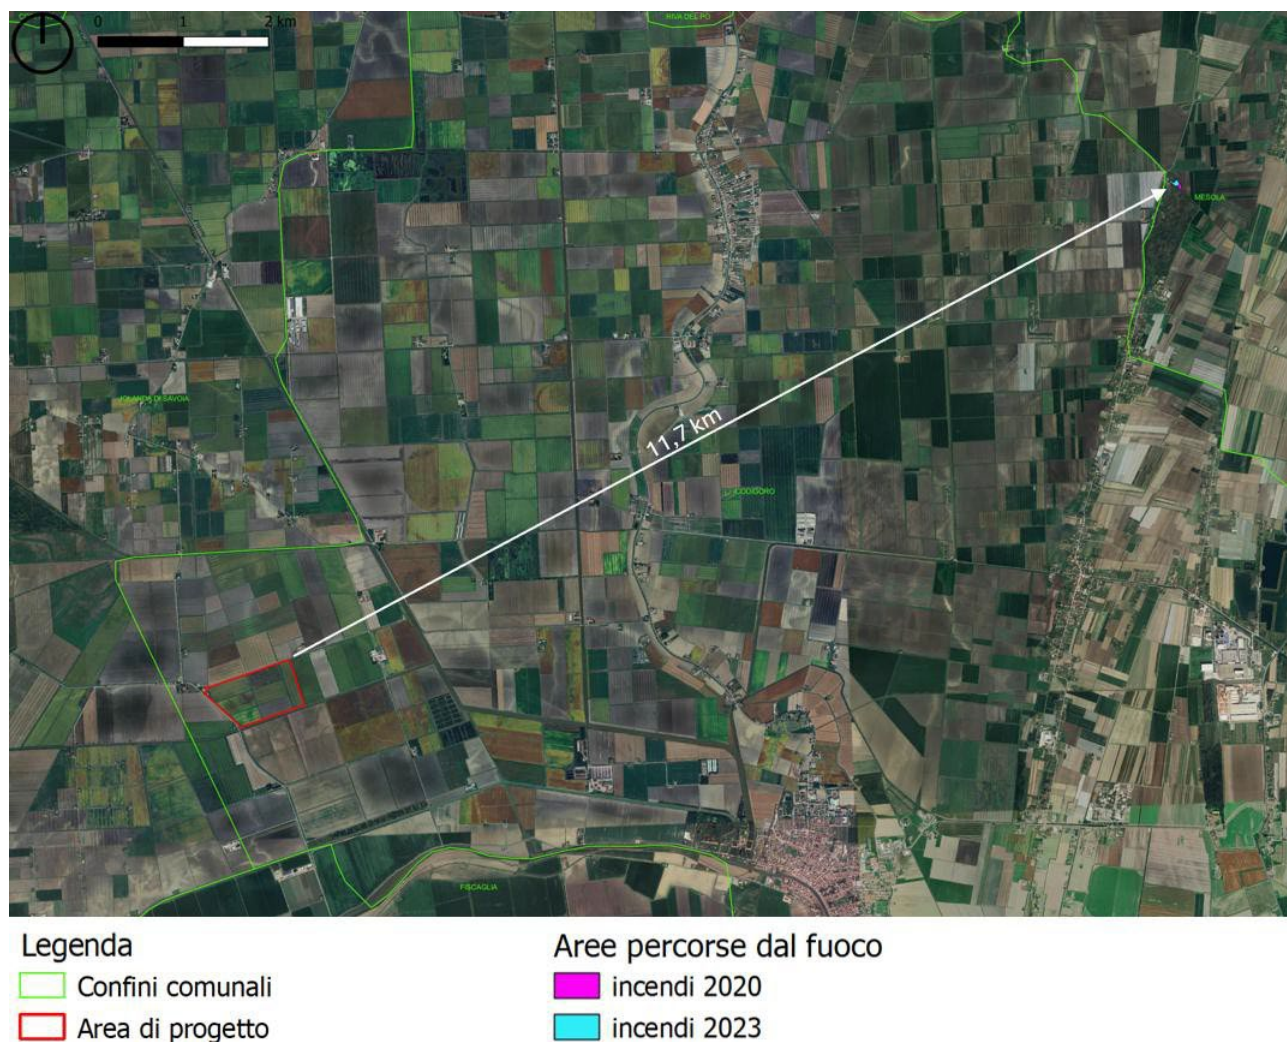 0 1 2 km
RIVA DEL PO
MESOLA
JOLANDA DI SAVOIA
11,7 km
CODIGORO
FISCAGLIA
Legenda
Confini comunali
Area di progetto
Aree percorse dal fuoco
incendi 2020
incendi 2023